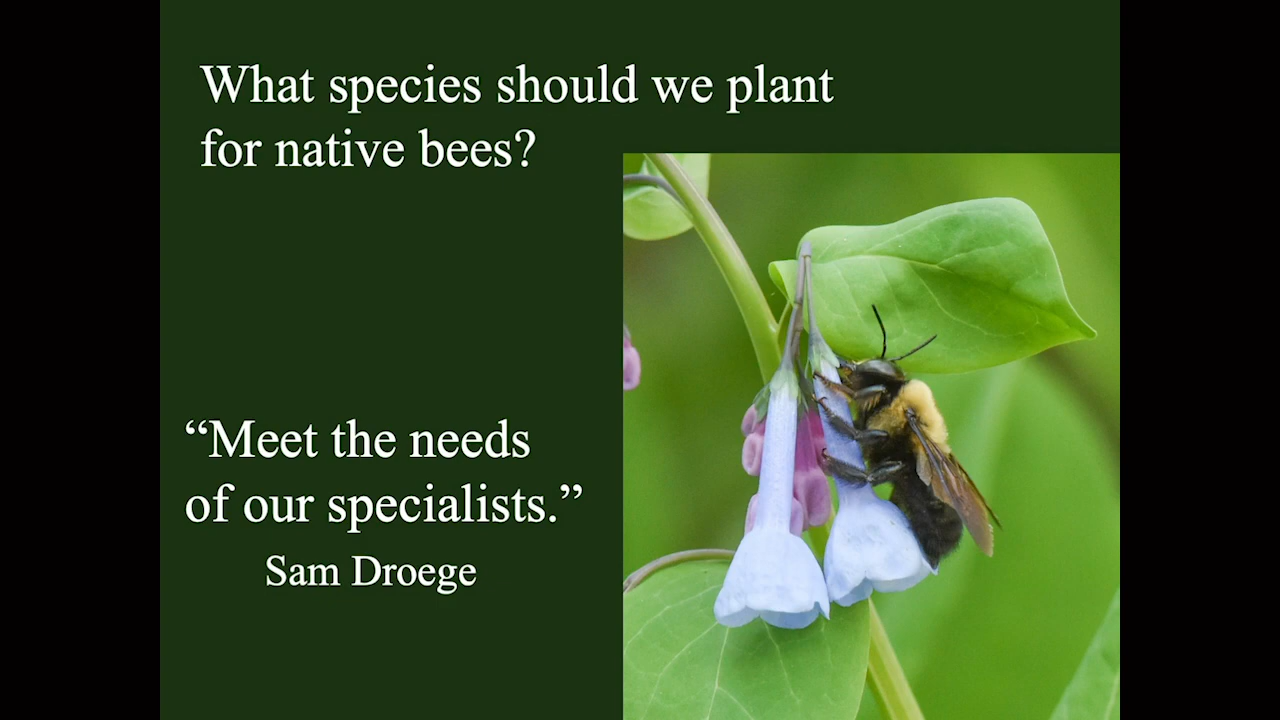 What species should we plant
for native bees?
“Meet the needs
of our specialists.”
Sam Droege